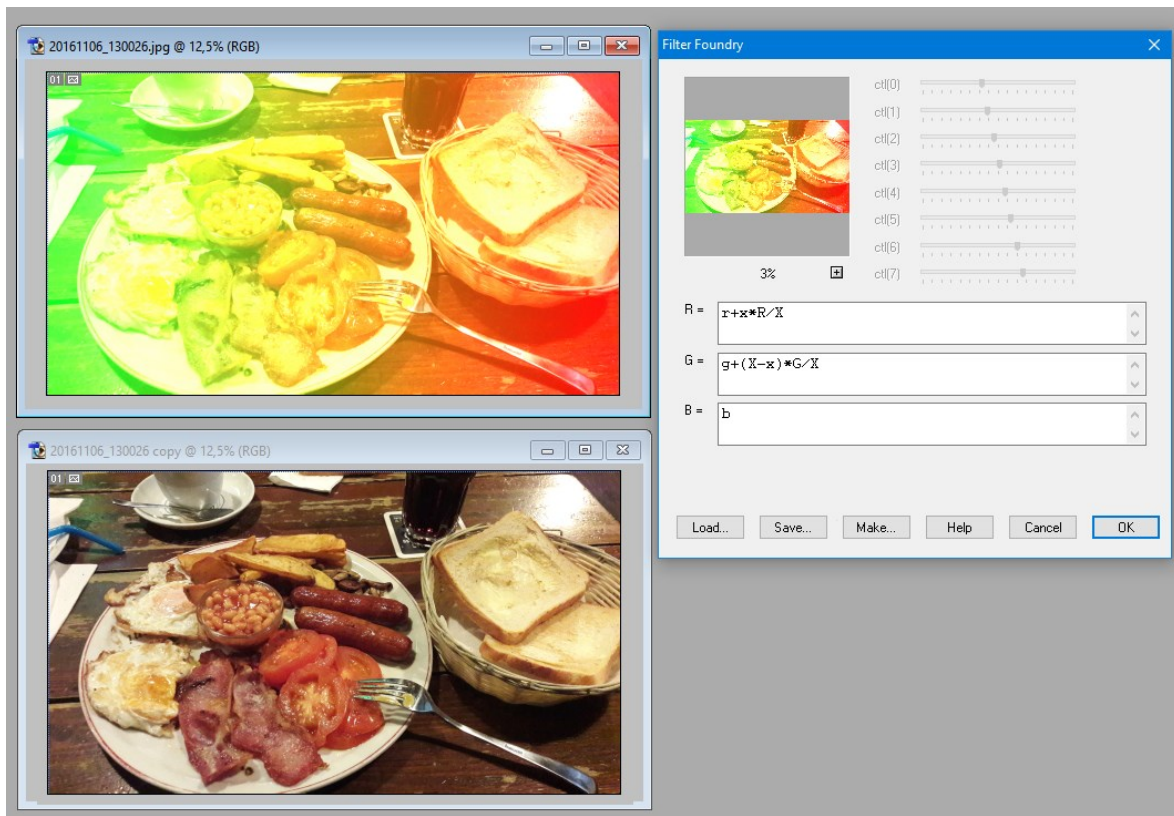 20161106_130026.jpg @ 12,5% (RGB)
01
20161106_130026 copy @ 12,5% (RGB)
01
Filter Foundry
ctl(0)
ctl(1)
ctl(2)
ctl(3)
ctl(4)
ctl(5)
ctl(6)
3% ctl(7)
R = r+x*R/X
G = g+(X-x)*G/X
B = b
Load... Save... Make... Help Cancel OK